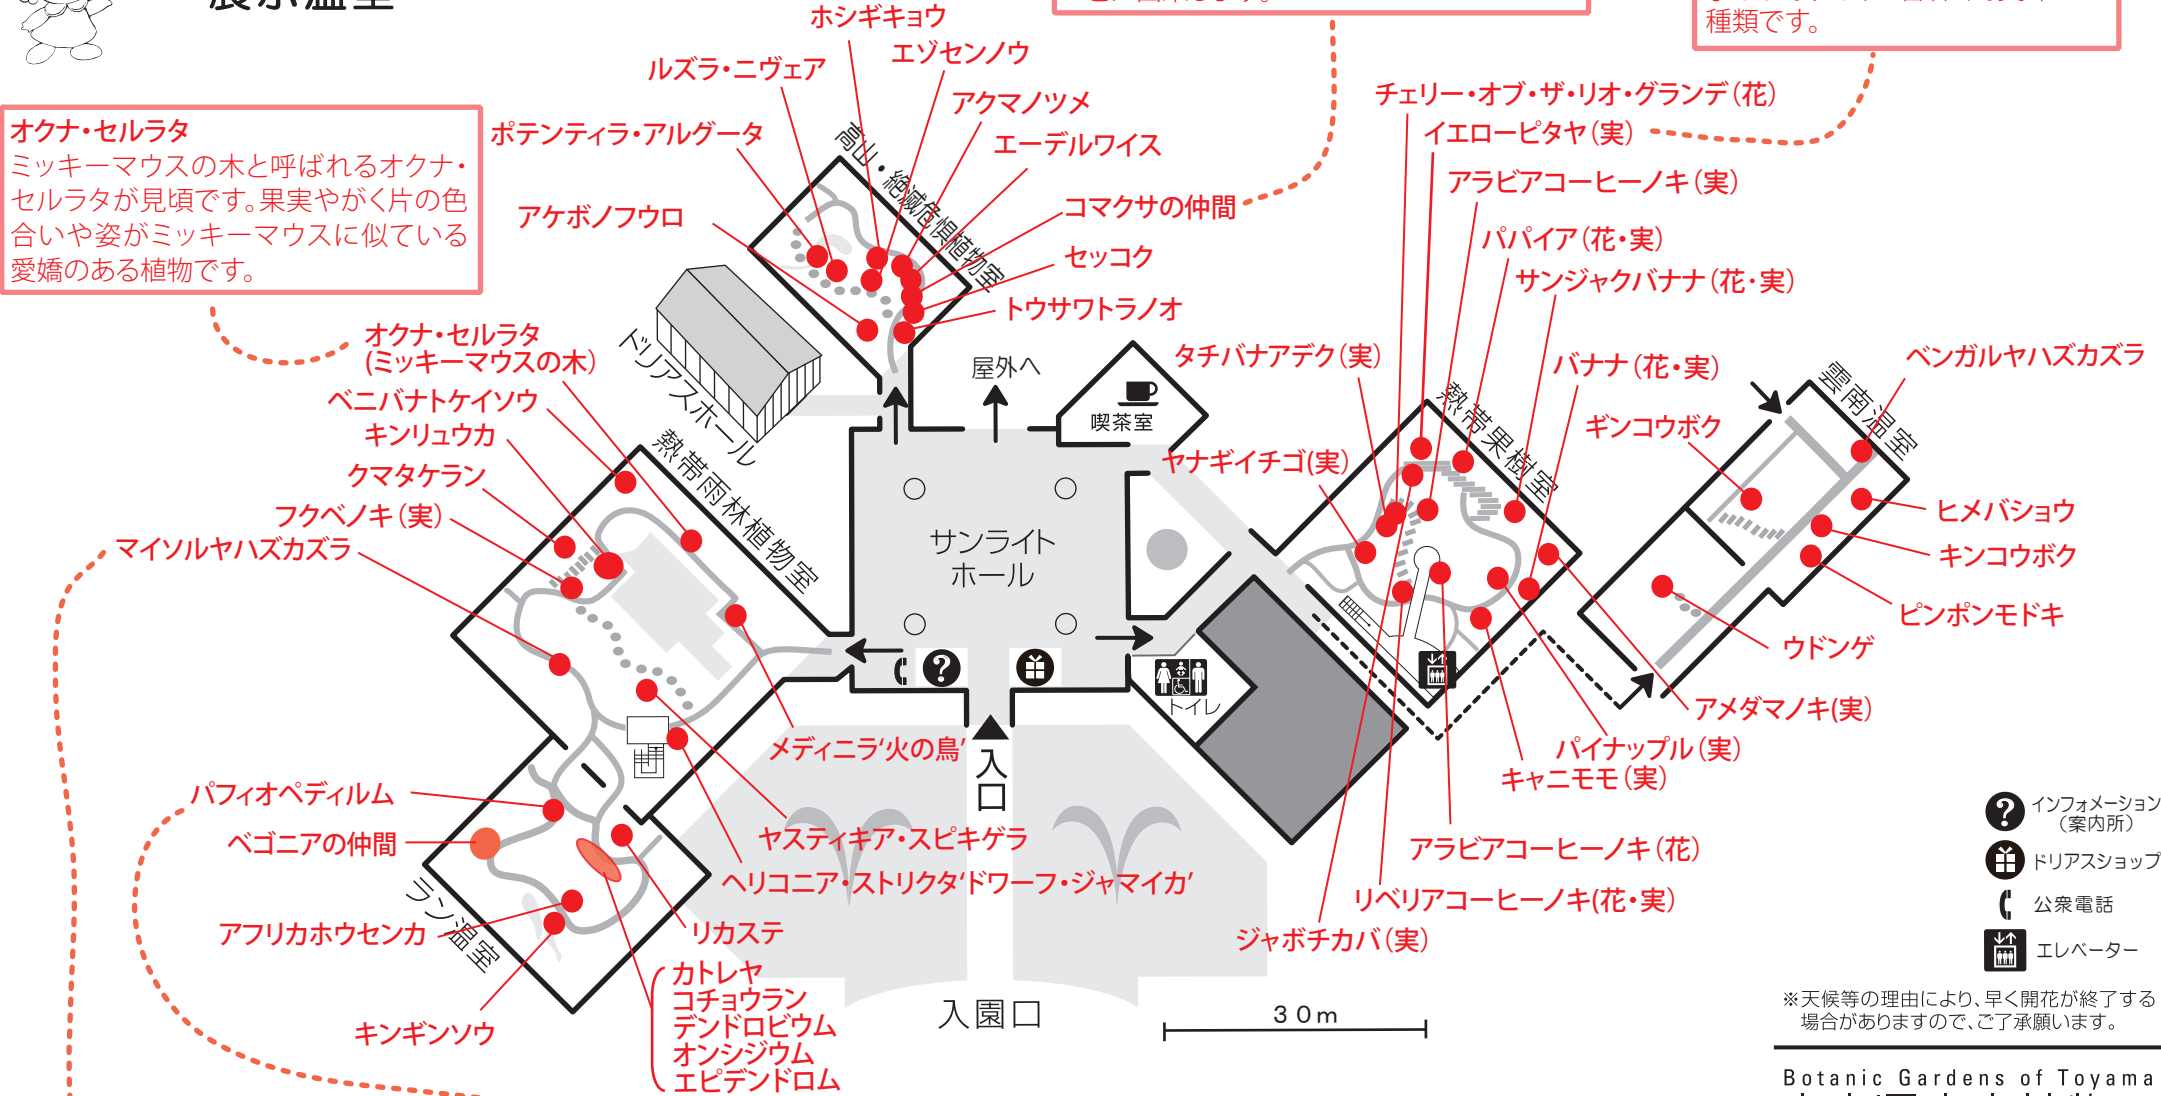 展示温室
種類です。
オクナ・セルラタ
ミッキーマウスの木と呼ばれるオクナ・
セルラタが見頃です。果実やがく片の色
合いや姿がミッキーマウスに似ている
愛嬌のある植物です。
ホシギキョウ
エゾセンノウ
ルズラ・ニヴェア
アクマノツメ
ポテンティラ・アルグータ
エーデルワイス
コマクサの仲間
アケボノフウロ
セッコク
トウサワトラノオ
高山・絶滅危惧植物室
ドリアスホール
屋外へ
喫茶室
チェリー・オブ・ザ・リオ・グランデ(花)
イエローピタヤ(実)
アラビアコーヒーノキ(実)
パパイア(花・実)
サンジャクバナナ(花・実)
タチバナアデク(実)
バナナ(花・実)
ヤナギイチゴ(実)
熱帯果樹室
ベンガルヤハズカズラ
ギンコウボク
雲南温室
ヒメバショウ
キンコウボク
ピンポンモドキ
ウドンゲ
アメダマノキ(実)
パイナップル(実)
キャニモモ(実)
アラビアコーヒーノキ(花)
リベリアコーヒーノキ(花・実)
ジャボチカバ(実)
オクナ・セルラタ
(ミッキーマウスの木)
ベニバナトケイソウ
キンリュウカ
クマタケラン
フクベノキ(実)
マイソルヤハズカズラ
熱帯雨林植物室
サンライト
ホール
トイレ
入口
メディニラ‘火の鳥’
ヤスティキア・スピキゲラ
ヘリコニア・ストリクタ‘ドワーフ・ジャマイカ’
パフィオペディルム
ベゴニアの仲間
ラン温室
アフリカホウセンカ
キンギンソウ
リカステ
カトレヤ
コチョウラン
デンドロビウム
オンシジウム
エピデンドロム
入園口
30m
インフォメーション
(案内所)
ドリアスショップ
公衆電話
エレベーター
※天候等の理由により、早く開花が終了する
場合がありますので、ご了承願います。
Botanic Gardens of Toyama